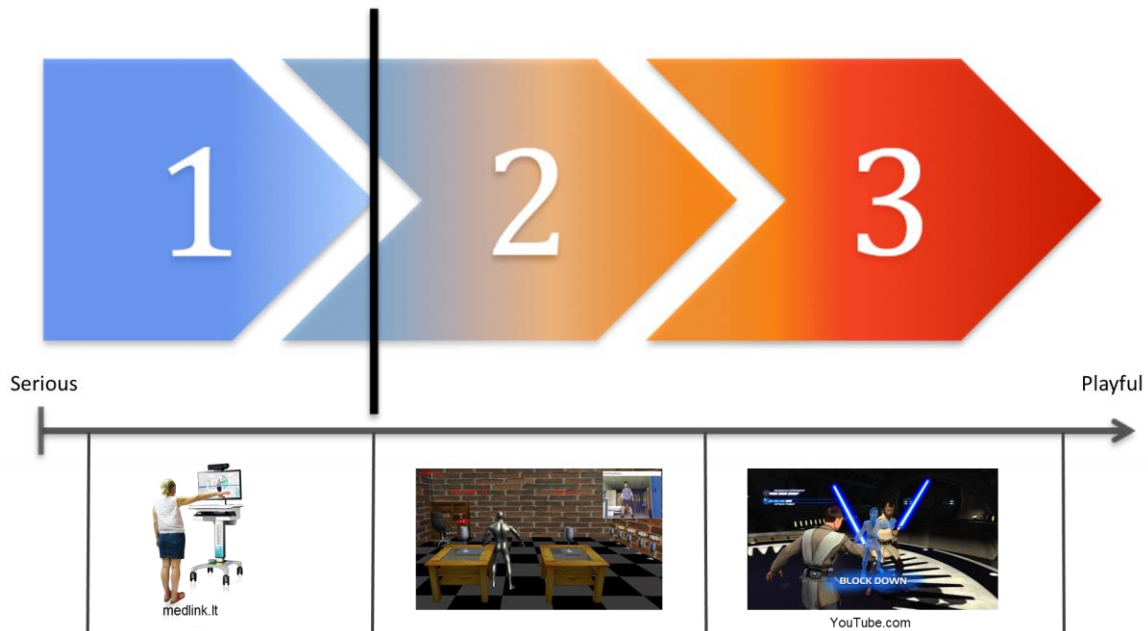 1
2
3
Serious
Playful
medlink.lt
BLOCK DOWN
YouTube.com